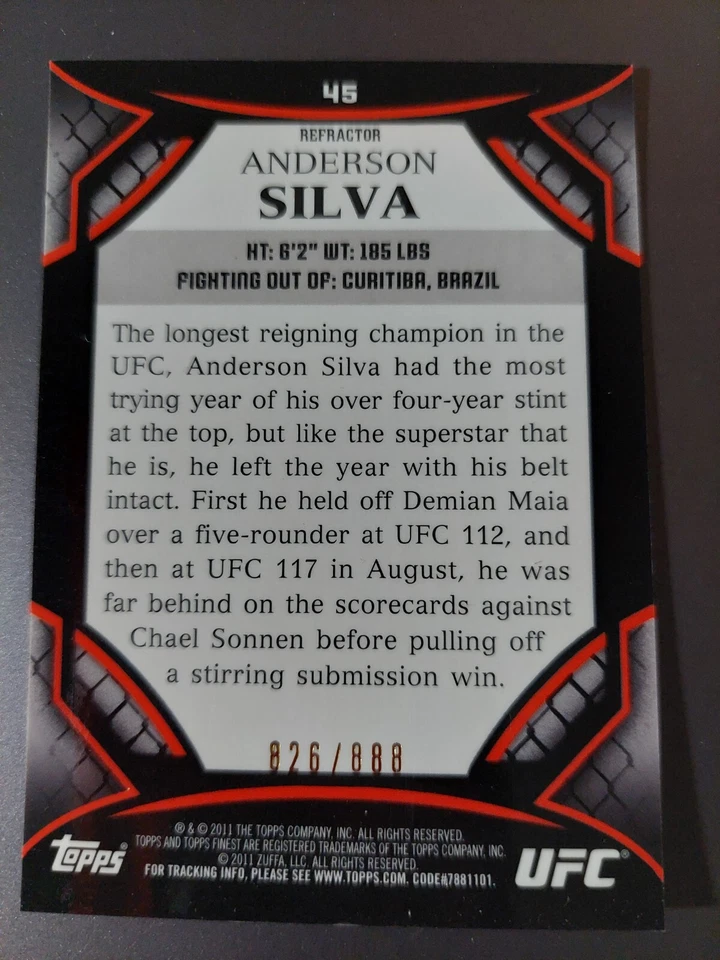 45
REFRACTOR
ANDERSON
SILVA
HT: 6'2" WT: 185 LBS
FIGHTING OUT OF: CURITIBA, BRAZIL
The longest reigning champion in the
UFC, Anderson Silva had the most
trying year of his over four-year stint
at the top, but like the superstar that
he is, he left the year with his belt
intact. First he held off Demian Maia
over a five-rounder at UFC 112, and
then at UFC 117 in August, he was
far behind on the scorecards against
Chael Sonnen before pulling off
a stirring submission win.
026/888
® & © 2011 THE TOPPS COMPANY, INC. ALL RIGHTS RESERVED.
TOPPS AND TOPPS FINEST ARE REGISTERED TRADEMARKS OF THE TOPPS COMPANY, INC.
© 2011 ZUFFA, LLC. ALL RIGHTS RESERVED.
FOR TRACKING INFO, PLEASE SEE WWW.TOPPS.COM. CODE#7881101.
Topps®
UFC®